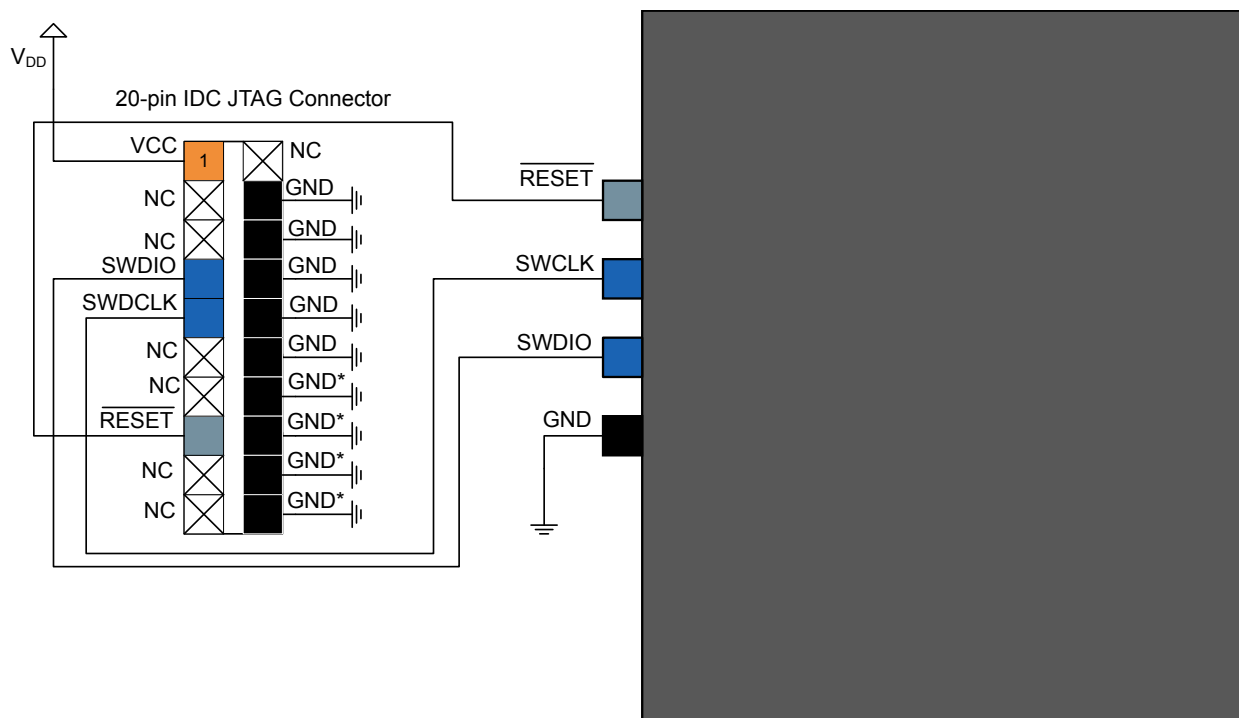 VDD
20-pin IDC JTAG Connector
VCC
1
NC
NC
GND
NC
GND
SWDIO
GND
SWDCLK
GND
NC
GND
NC
GND*
RESET
GND*
NC
GND*
NC
GND*
RESET
SWCLK
SWDIO
GND